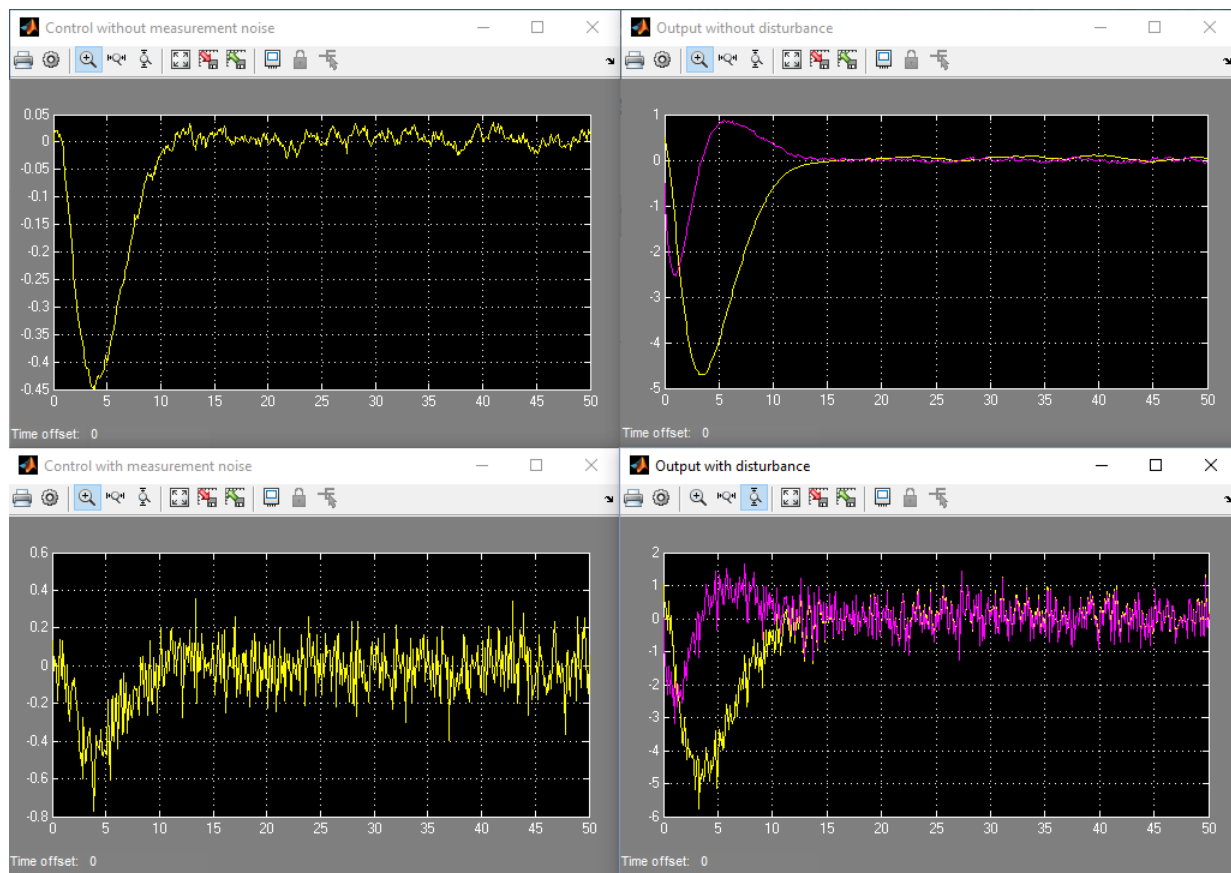 Control without measurement noise
0.05
0
-0.05
-0.1
-0.15
-0.2
-0.25
-0.3
-0.35
-0.4
-0.45
0 5 10 15 20 25 30 35 40 45 50
Time offset: 0
Output without disturbance
1
0
-1
-2
-3
-4
-5
0 5 10 15 20 25 30 35 40 45 50
Time offset: 0
Control with measurement noise
0.6
0.4
0.2
0
-0.2
-0.4
-0.6
-0.8
0 5 10 15 20 25 30 35 40 45 50
Time offset: 0
Output with disturbance
2
1
0
-1
-2
-3
-4
-5
-6
0 5 10 15 20 25 30 35 40 45 50
Time offset: 0